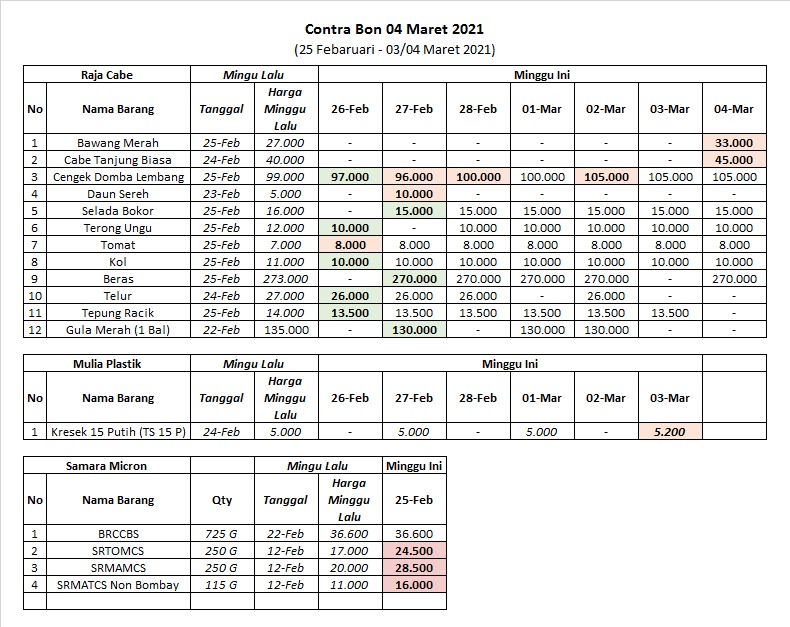 Contra Bon 04 Maret 2021
(25 Febaruari - 03/04 Maret 2021)
Raja Cabe Mingu Lalu Minggu Ini
No Nama Barang Tanggal Harga Minggu Lalu 26-Feb 27-Feb 28-Feb 01-Mar 02-Mar 03-Mar 04-Mar
1 Bawang Merah 25-Feb 27.000 - - - - - - 33.000
2 Cabe Tanjung Biasa 24-Feb 40.000 - - - - - - 45.000
3 Cengek Domba Lembang 25-Feb 99.000 97.000 96.000 100.000 100.000 105.000 105.000 105.000
4 Daun Sereh 23-Feb 5.000 - 10.000 - - - - -
5 Selada Bokor 25-Feb 16.000 - 15.000 15.000 15.000 15.000 15.000 15.000
6 Terong Ungu 25-Feb 12.000 10.000 - 10.000 10.000 10.000 10.000 10.000
7 Tomat 25-Feb 7.000 8.000 8.000 8.000 8.000 8.000 8.000 8.000
8 Kol 25-Feb 11.000 10.000 10.000 10.000 10.000 10.000 10.000 10.000
9 Beras 25-Feb 273.000 - 270.000 270.000 270.000 270.000 - 270.000
10 Telur 24-Feb 27.000 26.000 26.000 26.000 - 26.000 - -
11 Tepung Racik 25-Feb 14.000 13.500 13.500 13.500 13.500 13.500 13.500 -
12 Gula Merah (1 Bal) 22-Feb 135.000 - 130.000 - 130.000 130.000 - -
Mulia Plastik Mingu Lalu Minggu Ini
No Nama Barang Tanggal Harga Minggu Lalu 26-Feb 27-Feb 28-Feb 01-Mar 02-Mar 03-Mar
1 Kresek 15 Putih (TS 15 P) 24-Feb 5.000 - 5.000 - 5.000 - 5.200
Samara Micron Mingu Lalu Minggu Ini
No Nama Barang Qty Tanggal Harga Minggu Lalu 25-Feb
1 BRCCBS 725 G 22-Feb 36.600 36.600
2 SRTOMCS 250 G 12-Feb 17.000 24.500
3 SRMAMCS 250 G 12-Feb 20.000 28.500
4 SRMATCS Non Bombay 115 G 12-Feb 11.000 16.000